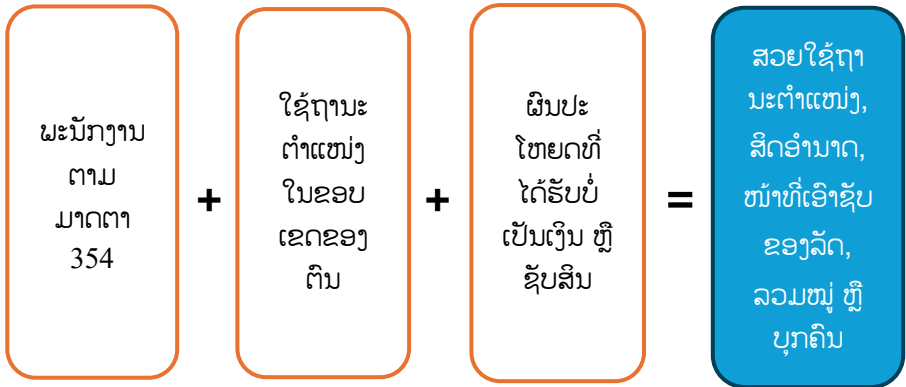 ພະນັກງານ
ຕາມ
ມາດຕາ
354
+
ໃຊ້ຖານະ
ຕຳແໜ່ງ
ໃນຂອບ
ເຂດຂອງ
ຕົນ
+
ຜົນປະ
ໂຫຍດທີ່
ໄດ້ຮັບບໍ່
ເປັນເງິນ ຫຼື
ຊັບສິນ
=
ສວຍໃຊ້ຖາ
ນະຕຳແໜ່ງ,
ສິດອຳນາດ,
ໜ້າທີ່ເອົາຊັບ
ຂອງລັດ,
ລວມໝູ່ ຫຼື
ບຸກຄົນ